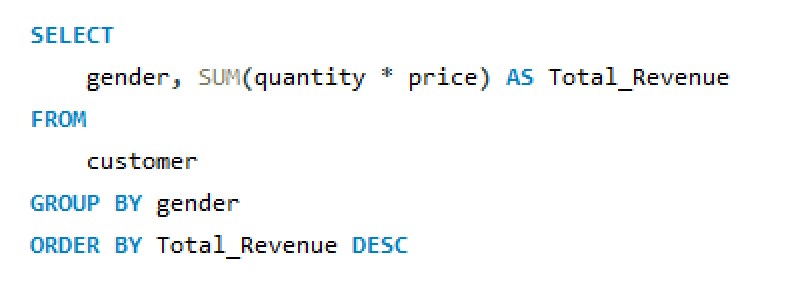 SELECT
gender, SUM(quantity * price) AS Total_Revenue
FROM
customer
GROUP BY gender
ORDER BY Total_Revenue DESC